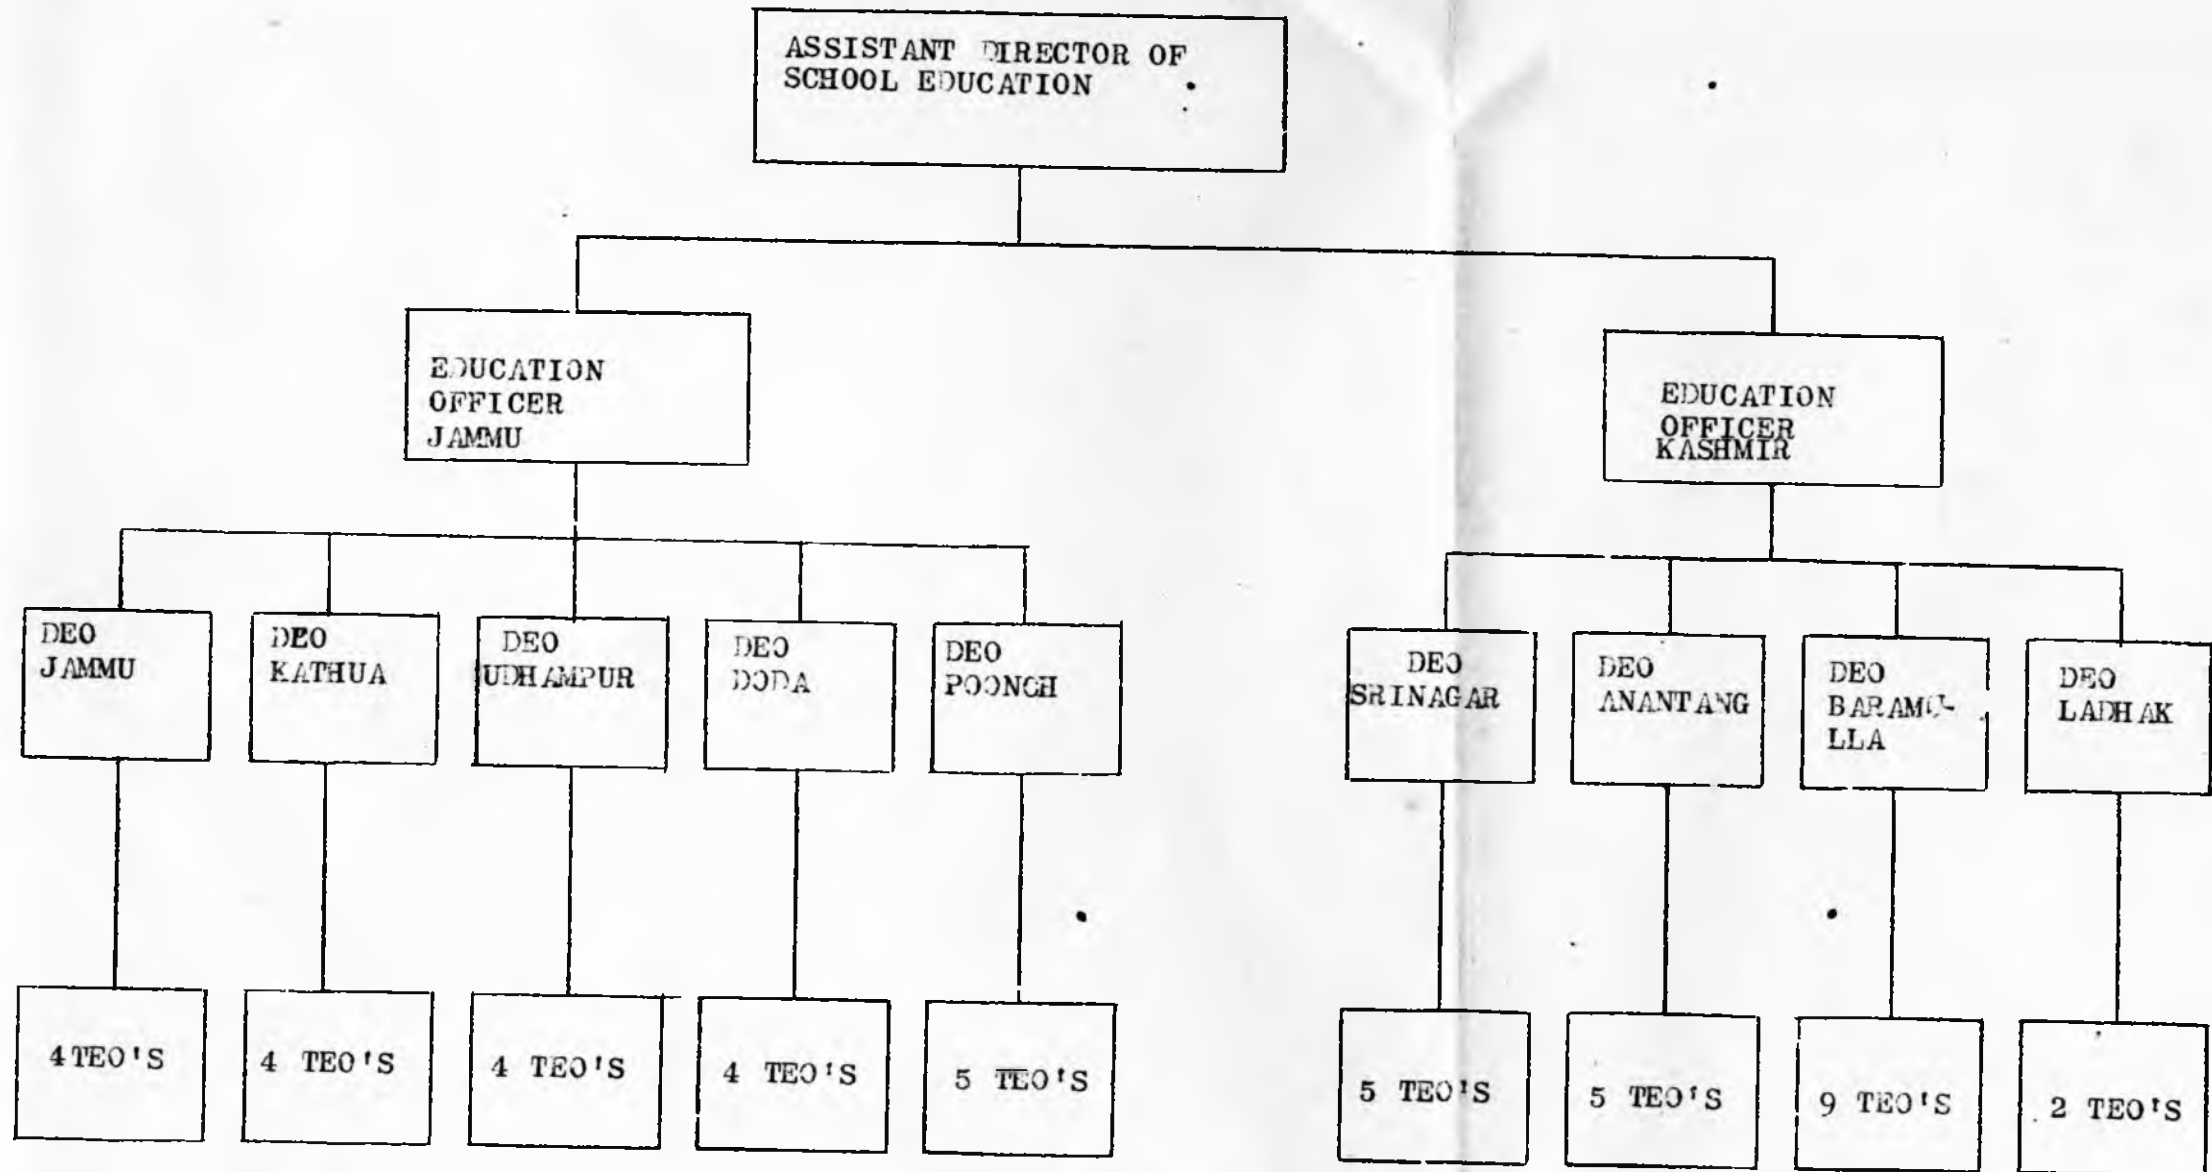 ASSISTANT DIRECTOR OF
SCHOOL EDUCATION
EDUCATION
OFFICER
JAMMU
EDUCATION
OFFICER
KASHMIR
DEO
JAMMU
DEO
KATHUA
DEO
UDHAMPUR
DEO
DODA
DEO
POONCH
DEO
SRINAGAR
DEO
ANANTANG
DEO
BARAMU-
LLA
DEO
LADHAK
4TEO'S
4 TEO'S
4 TEO'S
4 TEO'S
5 TEO'S
5 TEO'S
5 TEO'S
9 TEO'S
2 TEO'S